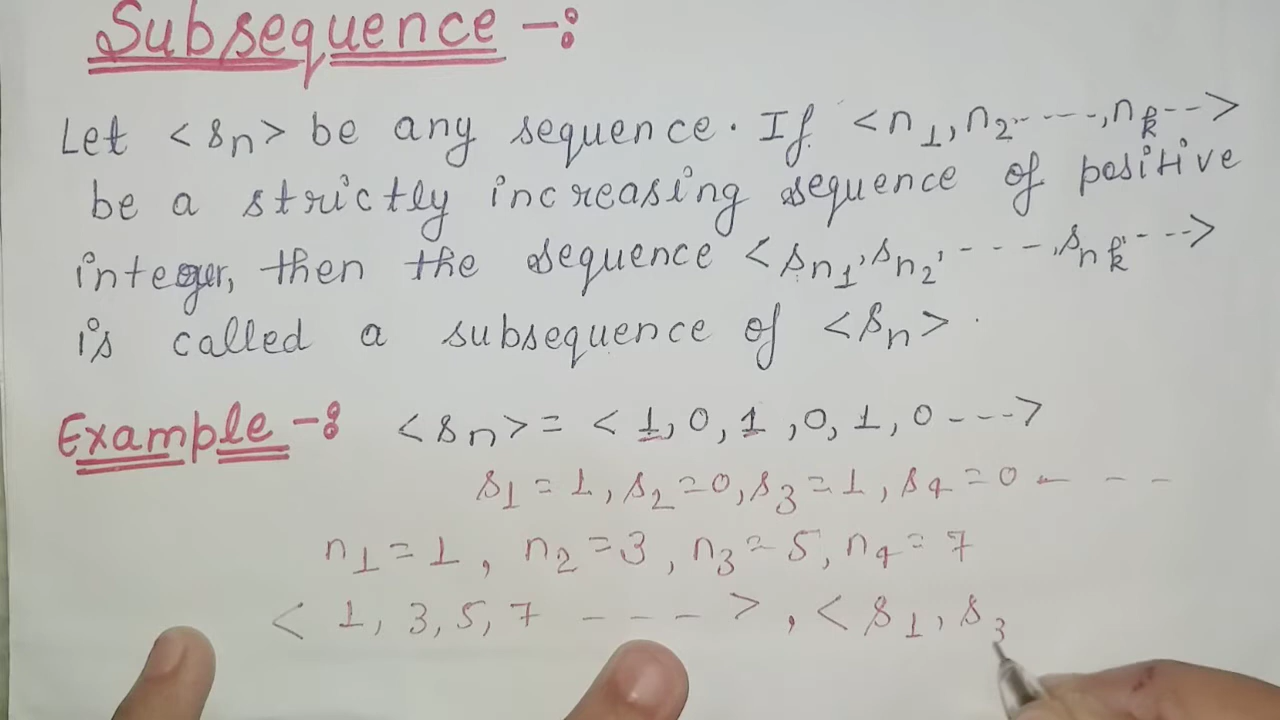 Subsequence -:
Let <sn> be any sequence. If <n1, n2 ----, nk -->
be a strictly increasing sequence of positive
integer, then the sequence <sn1, sn2, ----, snk, --->
is called a subsequence of <sn>.
Example -: <sn> = <1, 0, 1, 0, 1, 0 --->
s1 = 1, s2 = 0, s3 = 1, s4 = 0 - - -
n1 = 1, n2 = 3, n3 = 5, n4 = 7
< 1, 3, 5, 7 - - - - >, < s1, s3